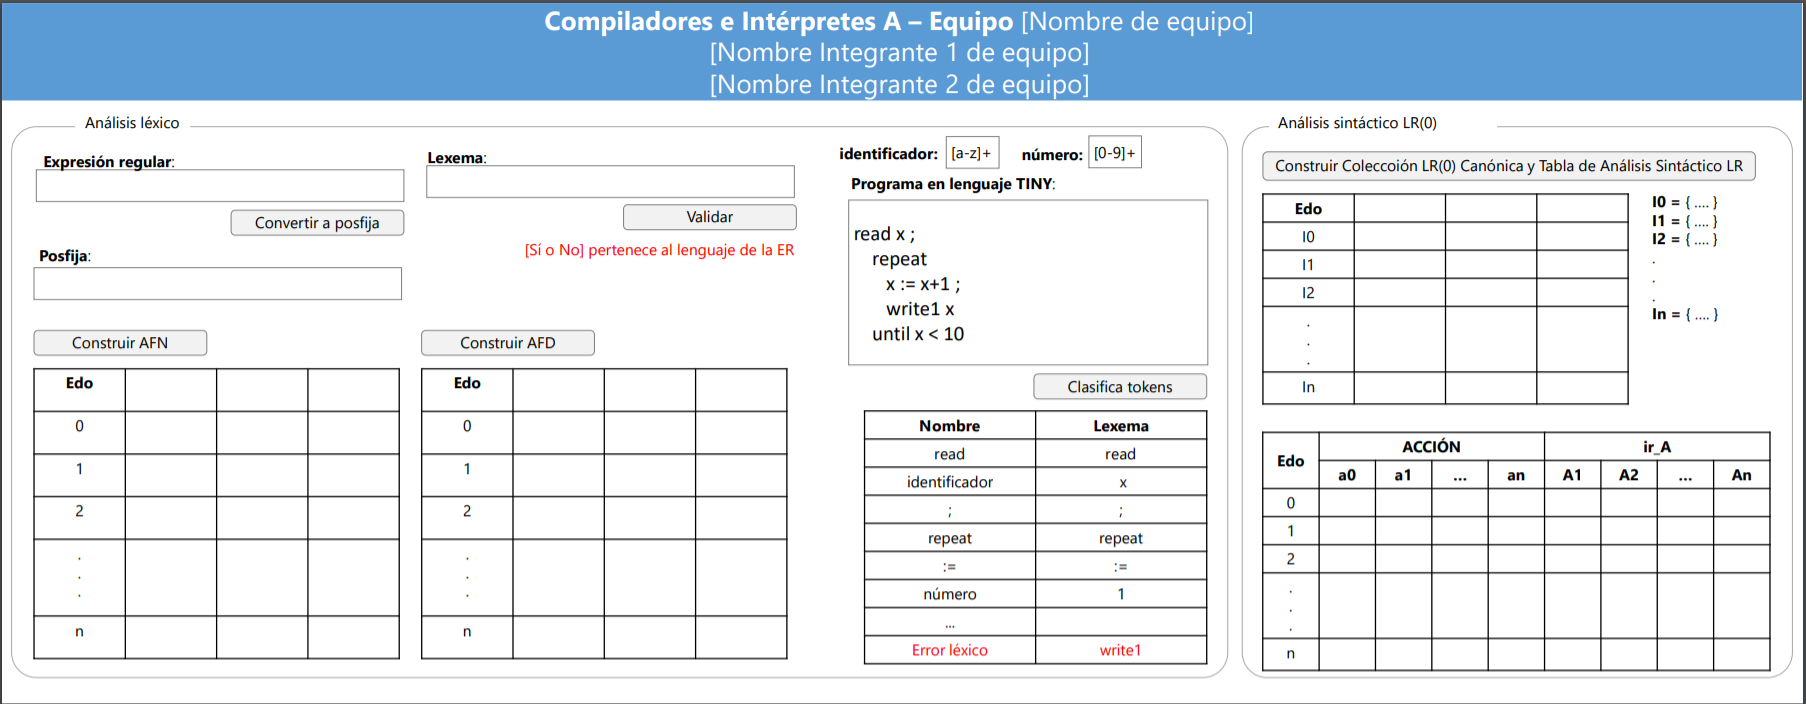 Compiladores e Intérpretes A – Equipo [Nombre de equipo]
[Nombre Integrante 1 de equipo]
[Nombre Integrante 2 de equipo]
Análisis léxico
Expresión regular:
Convertir a posfija
Posfija:
Lexema:
Validar
[Sí o No] pertenece al lenguaje de la ER
Construir AFN
Edo
0
1
2
.
.
.
n
Construir AFD
Edo
0
1
2
.
.
.
n
identificador: [a-z]+ número: [0-9]+
Programa en lenguaje TINY:
read x ;
repeat
x := x+1 ;
write1 x
until x < 10
Clasifica tokens
Nombre Lexema
read read
identificador x
; ;
repeat repeat
:= :=
número 1
...
Error léxico write1
Análisis sintáctico LR(0)
Construir Colección LR(0) Canónica y Tabla de Análisis Sintáctico LR
Edo
I0
I1
I2
.
.
.
In
I0 = { .... }
I1 = { .... }
I2 = { .... }
.
.
.
In = { .... }
Edo ACCIÓN ir_A
a0 a1 ... an A1 A2 ... An
0
1
2
.
.
.
n